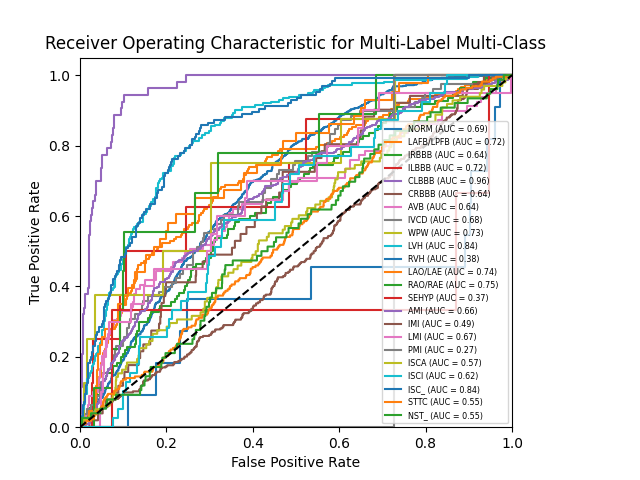 Receiver Operating Characteristic for Multi-Label Multi-Class
True Positive Rate
1.0
0.8
0.6
0.4
0.2
0.0
NORM (AUC = 0.69)
LAFB/LPFB (AUC = 0.72)
IRBBB (AUC = 0.64)
ILBBB (AUC = 0.72)
CLBBB (AUC = 0.96)
CRBBB (AUC = 0.64)
AVB (AUC = 0.64)
IVCD (AUC = 0.68)
WPW (AUC = 0.73)
LVH (AUC = 0.84)
RVH (AUC = 0.38)
LAO/LAE (AUC = 0.74)
RAO/RAE (AUC = 0.75)
SEHYP (AUC = 0.37)
AMI (AUC = 0.66)
IMI (AUC = 0.49)
LMI (AUC = 0.67)
PMI (AUC = 0.27)
ISCA (AUC = 0.57)
ISCI (AUC = 0.62)
ISC_ (AUC = 0.84)
STTC (AUC = 0.55)
NST_ (AUC = 0.55)
0.0 0.2 0.4 0.6 0.8 1.0
False Positive Rate